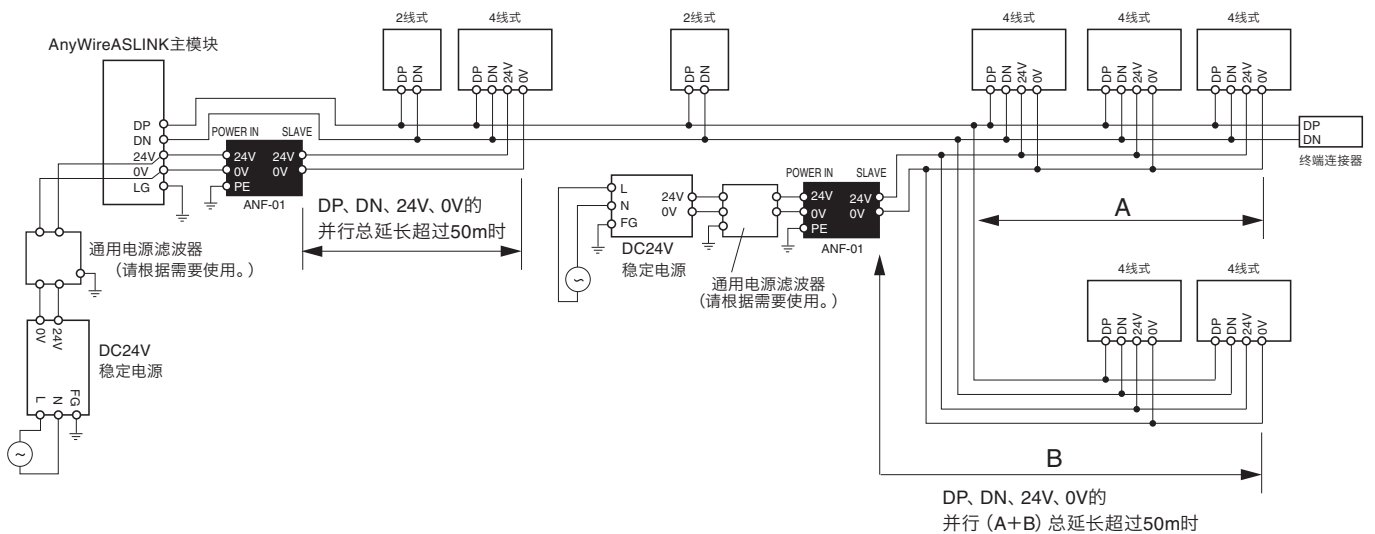 2线式
4线式
2线式
4线式
4线式
4线式
AnyWireASLINK主模块
DP
DN
DP
DN
24V
0V
DP
DN
DP
DN
24V
0V
DP
DN
24V
0V
DP
DN
24V
0V
DP
DN
24V
0V
LG
POWER IN
SLAVE
24V
0V
PE
24V
0V
ANF-01
DP
DN
终端连接器
DP、DN、24V、0V的
并行总延长超过50m时
通用电源滤波器
（请根据需要使用。）
0V
24V
DC24V
稳定电源
L
N
FG
L
N
FG
24V
0V
DC24V
稳定电源
通用电源滤波器
（请根据需要使用。）
POWER IN
SLAVE
24V
0V
PE
24V
0V
ANF-01
A
4线式
4线式
DP
DN
24V
0V
DP
DN
24V
0V
B
DP、DN、24V、0V的
并行（A+B）总延长超过50m时